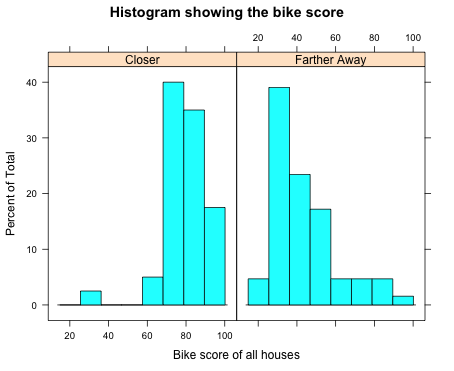 Histogram showing the bike score
20 40 60 80 100
Closer Farther Away
40
30
20
10
0
Percent of Total
20 40 60 80 100
Bike score of all houses